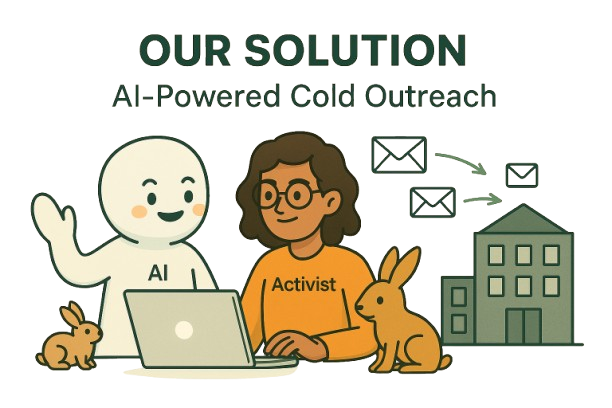 OUR SOLUTION
AI-Powered Cold Outreach
AI
Activist